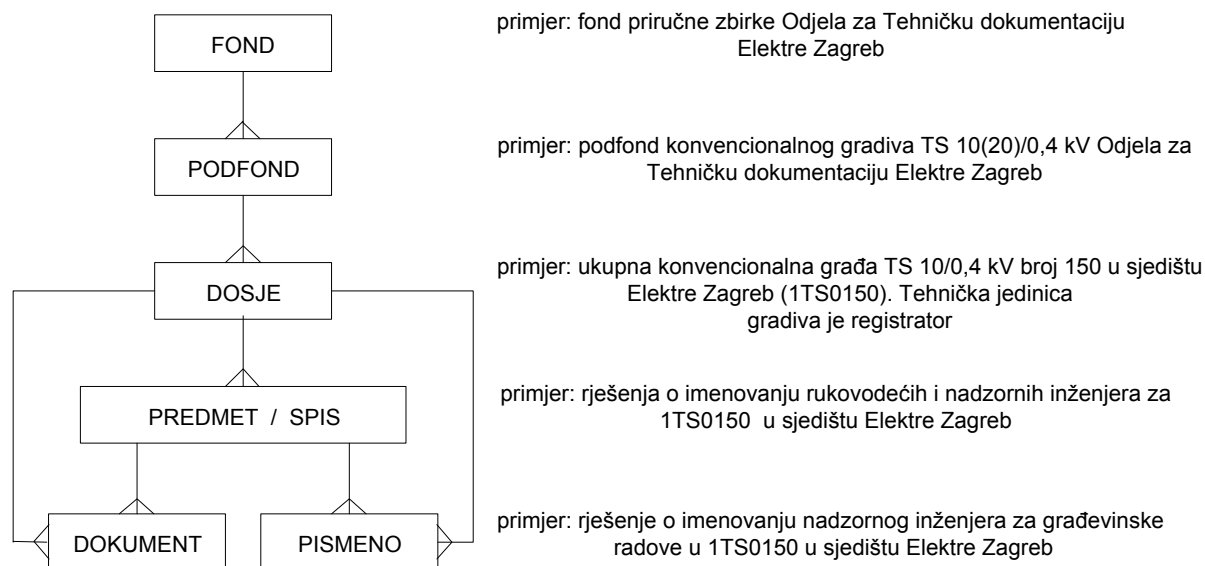 FOND
primjer: fond priručne zbirke Odjela za Tehničku dokumentaciju
Elektre Zagreb
PODFOND
primjer: podfond konvencionalnog gradiva TS 10(20)/0,4 kV Odjela za
Tehničku dokumentaciju Elektre Zagreb
DOSJE
primjer: ukupna konvencionalna građa TS 10/0,4 kV broj 150 u sjedištu
Elektre Zagreb (1TS0150). Tehnička jedinica
gradiva je registrator
PREDMET / SPIS
primjer: rješenja o imenovanju rukovodećih i nadzornih inženjera za
1TS0150 u sjedištu Elektre Zagreb
DOKUMENT
PISMENO
primjer: rješenje o imenovanju nadzornog inženjera za građevinske
radove u 1TS0150 u sjedištu Elektre Zagreb